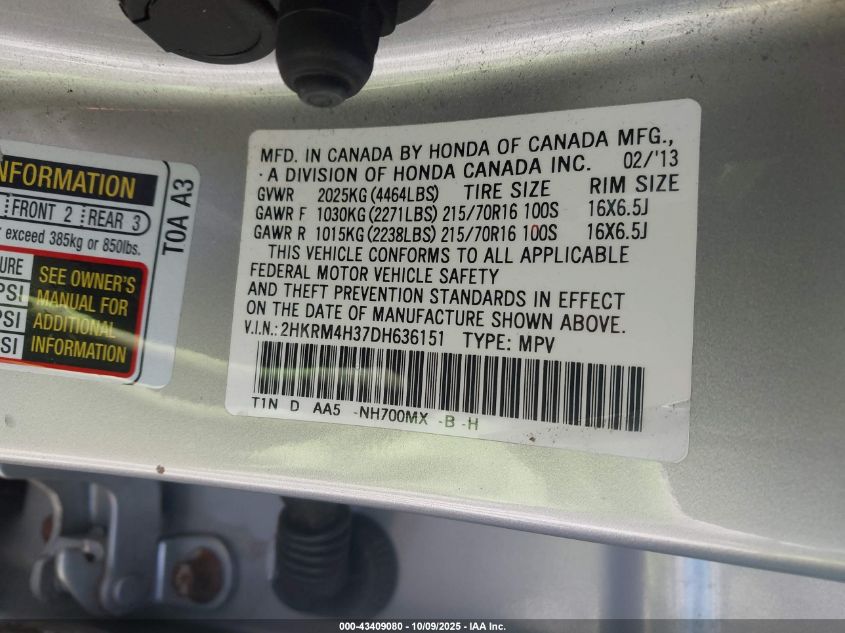 NFORMATION
FRONT 2 REAR 3
exceed 385kg or 850lbs.
SEE OWNER'S
MANUAL FOR
ADDITIONAL
INFORMATION
PSI
PSI
SI
TOA A3
MFD. IN CANADA BY HONDA OF CANADA MFG.,
A DIVISION OF HONDA CANADA INC. 02/'13
GVWR 2025KG (4464LBS) TIRE SIZE RIM SIZE
GAWR F 1030KG (2271LBS) 215/70R16 100S 16X6.5J
GAWR R 1015KG (2238LBS) 215/70R16 100S 16X6.5J
THIS VEHICLE CONFORMS TO ALL APPLICABLE
FEDERAL MOTOR VEHICLE SAFETY
AND THEFT PREVENTION STANDARDS IN EFFECT
ON THE DATE OF MANUFACTURE SHOWN ABOVE.
V.I.N.: 2HKRM4H37DH636151 TYPE: MPV
T1N D AA5 -NH700MX -B -H
000-43409080 - 10/09/2025 - IAA Inc.